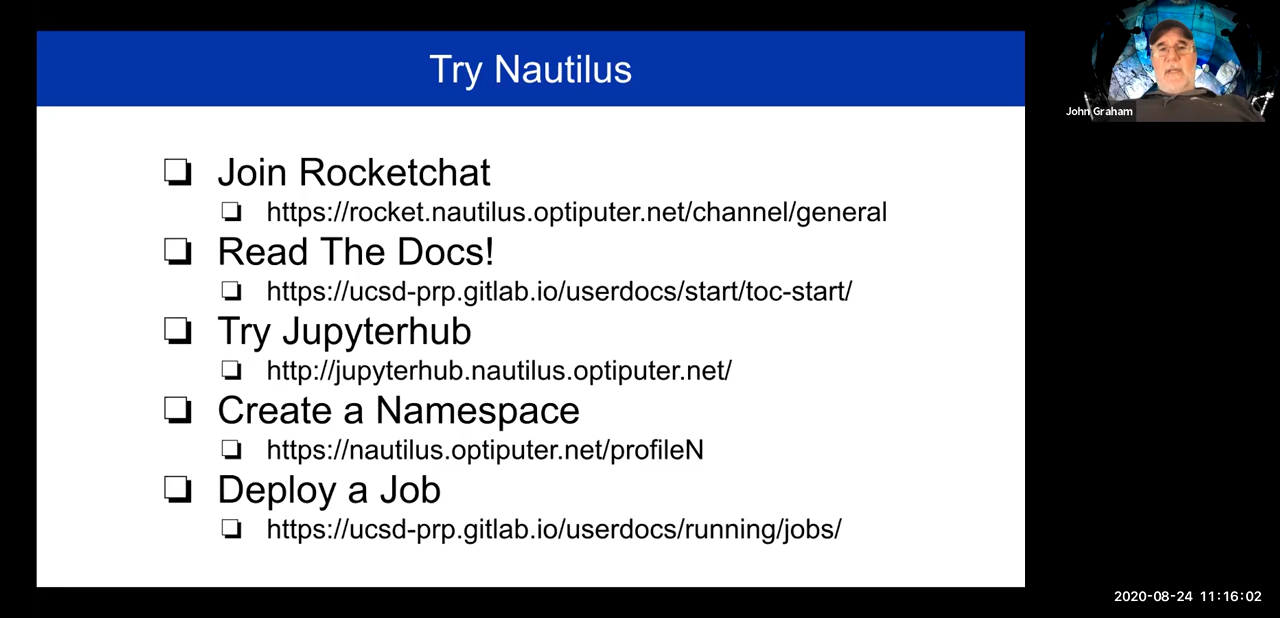 Try Nautilus
Join Rocketchat
https://rocket.nautilus.optiputer.net/channel/general
Read The Docs!
https://ucsd-prp.gitlab.io/userdocs/start/toc-start/
Try Jupyterhub
http://jupyterhub.nautilus.optiputer.net/
Create a Namespace
https://nautilus.optiputer.net/profileN
Deploy a Job
https://ucsd-prp.gitlab.io/userdocs/running/jobs/
John Graham
2020-08-24 11:16:02